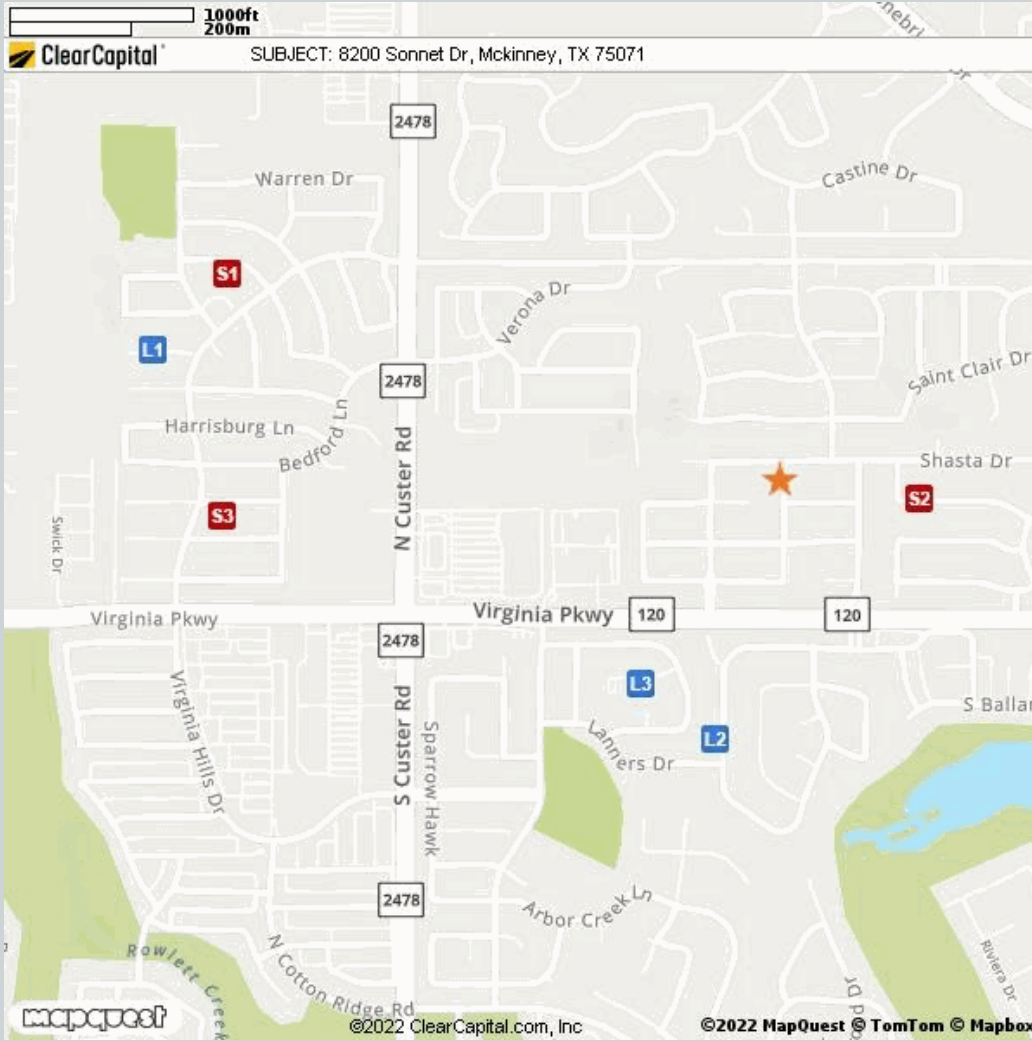 1000ft
200m
ClearCapital
SUBJECT: 8200 Sonnet Dr, Mckinney, TX 75071
2478
Warren Dr
Castine Dr
S1
Verona Dr
L1
2478
Saint Clair Dr
Harrisburg Ln
Bedford Ln
N Custer Rd
Shasta Dr
S2
S3
Swick Dr
Virginia Pkwy
Virginia Pkwy
120
120
2478
L3
Virginia Hills Dr
S Custer Rd
Sparrow Hawk
S Ballar
L2
Lanners Dr
2478
Arbor Creek Ln
Rowlett Creek
N Cotton Ridge Rd
Riviera Dr
mapquest
©2022 ClearCapital.com, Inc
©2022 MapQuest © TomTom © Mapbox